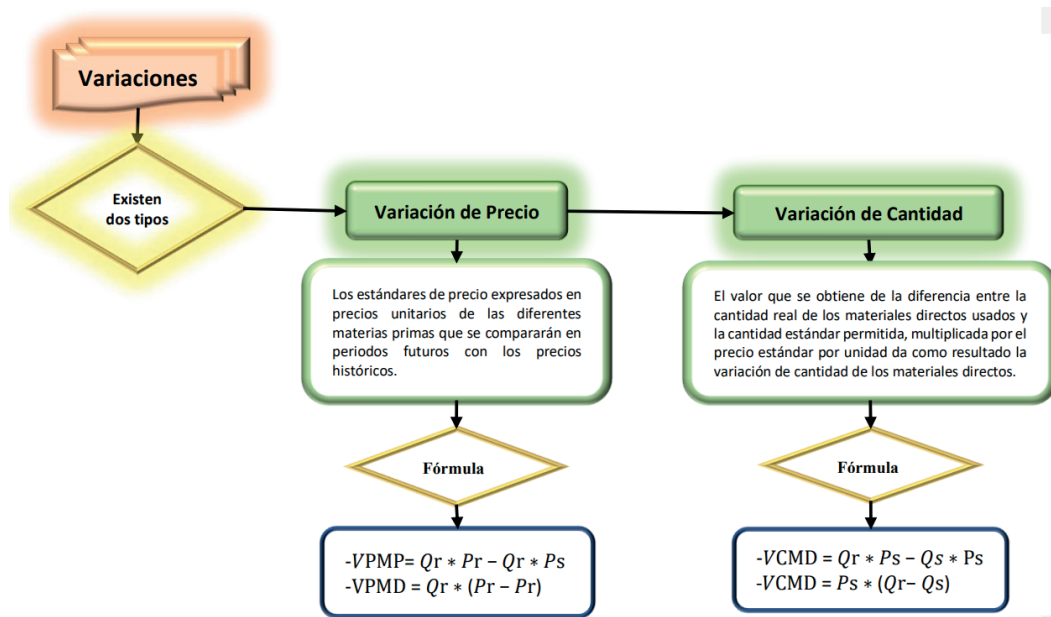 Variaciones
Existen
dos tipos
Variación de Precio
Los estándares de precio expresados en
precios unitarios de las diferentes
materias primas que se compararán en
periodos futuros con los precios
históricos.
Fórmula
-VPMP= Qr * Pr − Qr * Ps
-VPMD = Qr * (Pr − Pr)
Variación de Cantidad
El valor que se obtiene de la diferencia entre la
cantidad real de los materiales directos usados y
la cantidad estándar permitida, multiplicada por el
precio estándar por unidad da como resultado la
variación de cantidad de los materiales directos.
Fórmula
-VCMD = Qr * Ps − Qs * Ps
-VCMD = Ps * (Qr− Qs)